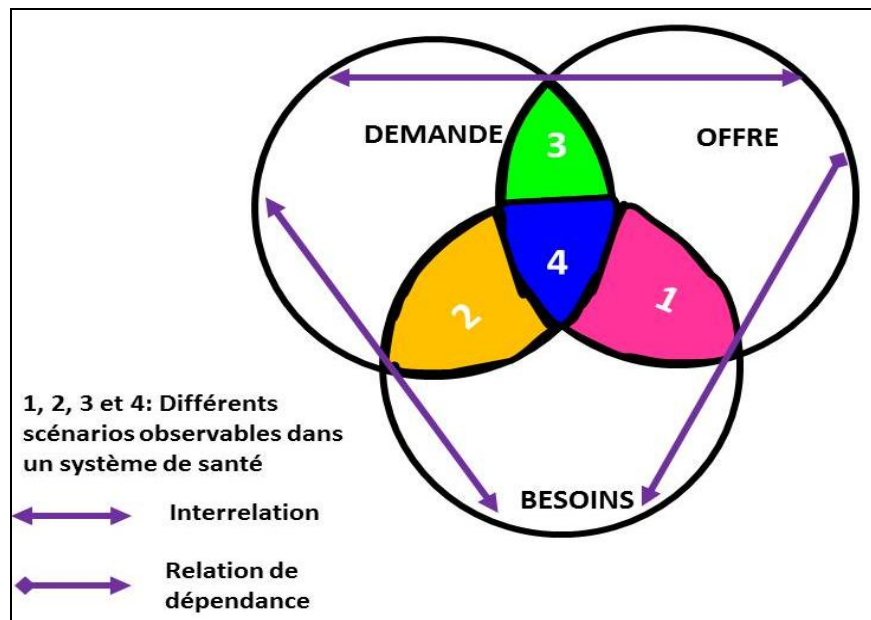 DEMANDE
OFFRE
3
4
2
1
BESOINS
1, 2, 3 et 4: Différents
scénarios observables dans
un système de santé
Interrelation
Relation de
dépendance